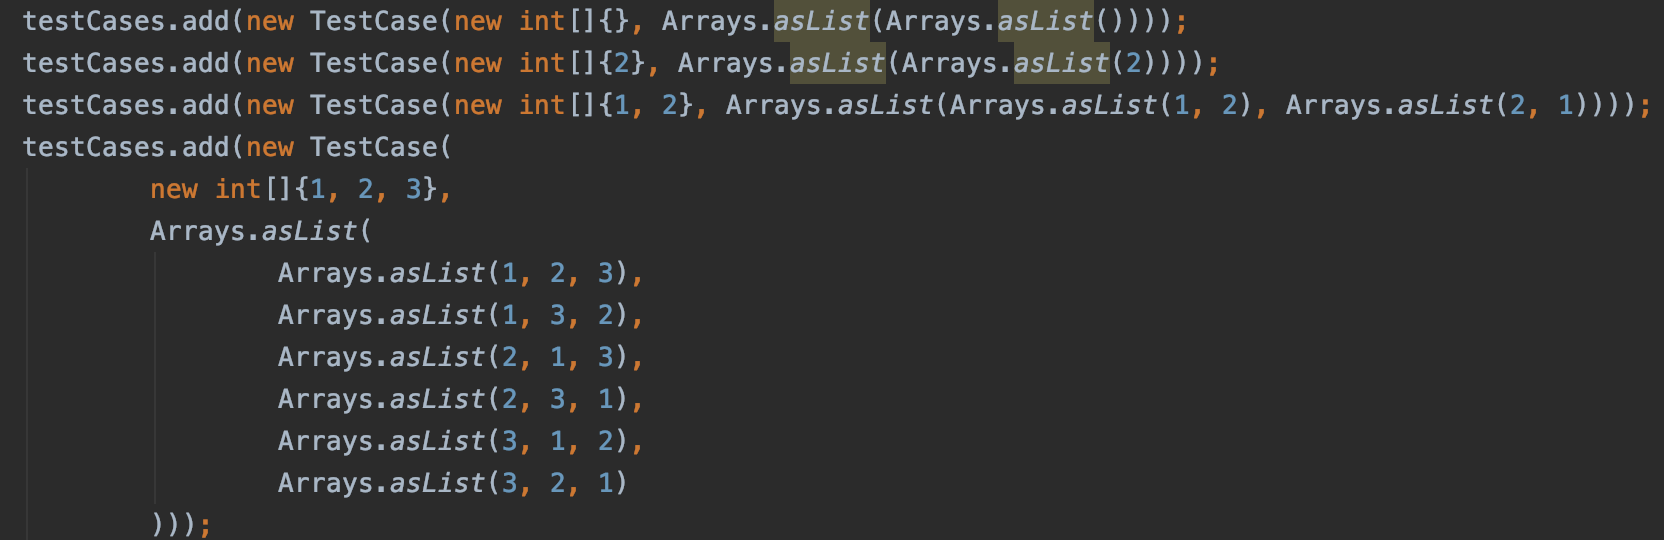 testCases.add(new TestCase(new int[]{}, Arrays.asList(Arrays.asList())));
testCases.add(new TestCase(new int[]{2}, Arrays.asList(Arrays.asList(2))));
testCases.add(new TestCase(new int[]{1, 2}, Arrays.asList(Arrays.asList(1, 2), Arrays.asList(2, 1))));
testCases.add(new TestCase(
        new int[]{1, 2, 3},
        Arrays.asList(
                Arrays.asList(1, 2, 3),
                Arrays.asList(1, 3, 2),
                Arrays.asList(2, 1, 3),
                Arrays.asList(2, 3, 1),
                Arrays.asList(3, 1, 2),
                Arrays.asList(3, 2, 1)
        )));